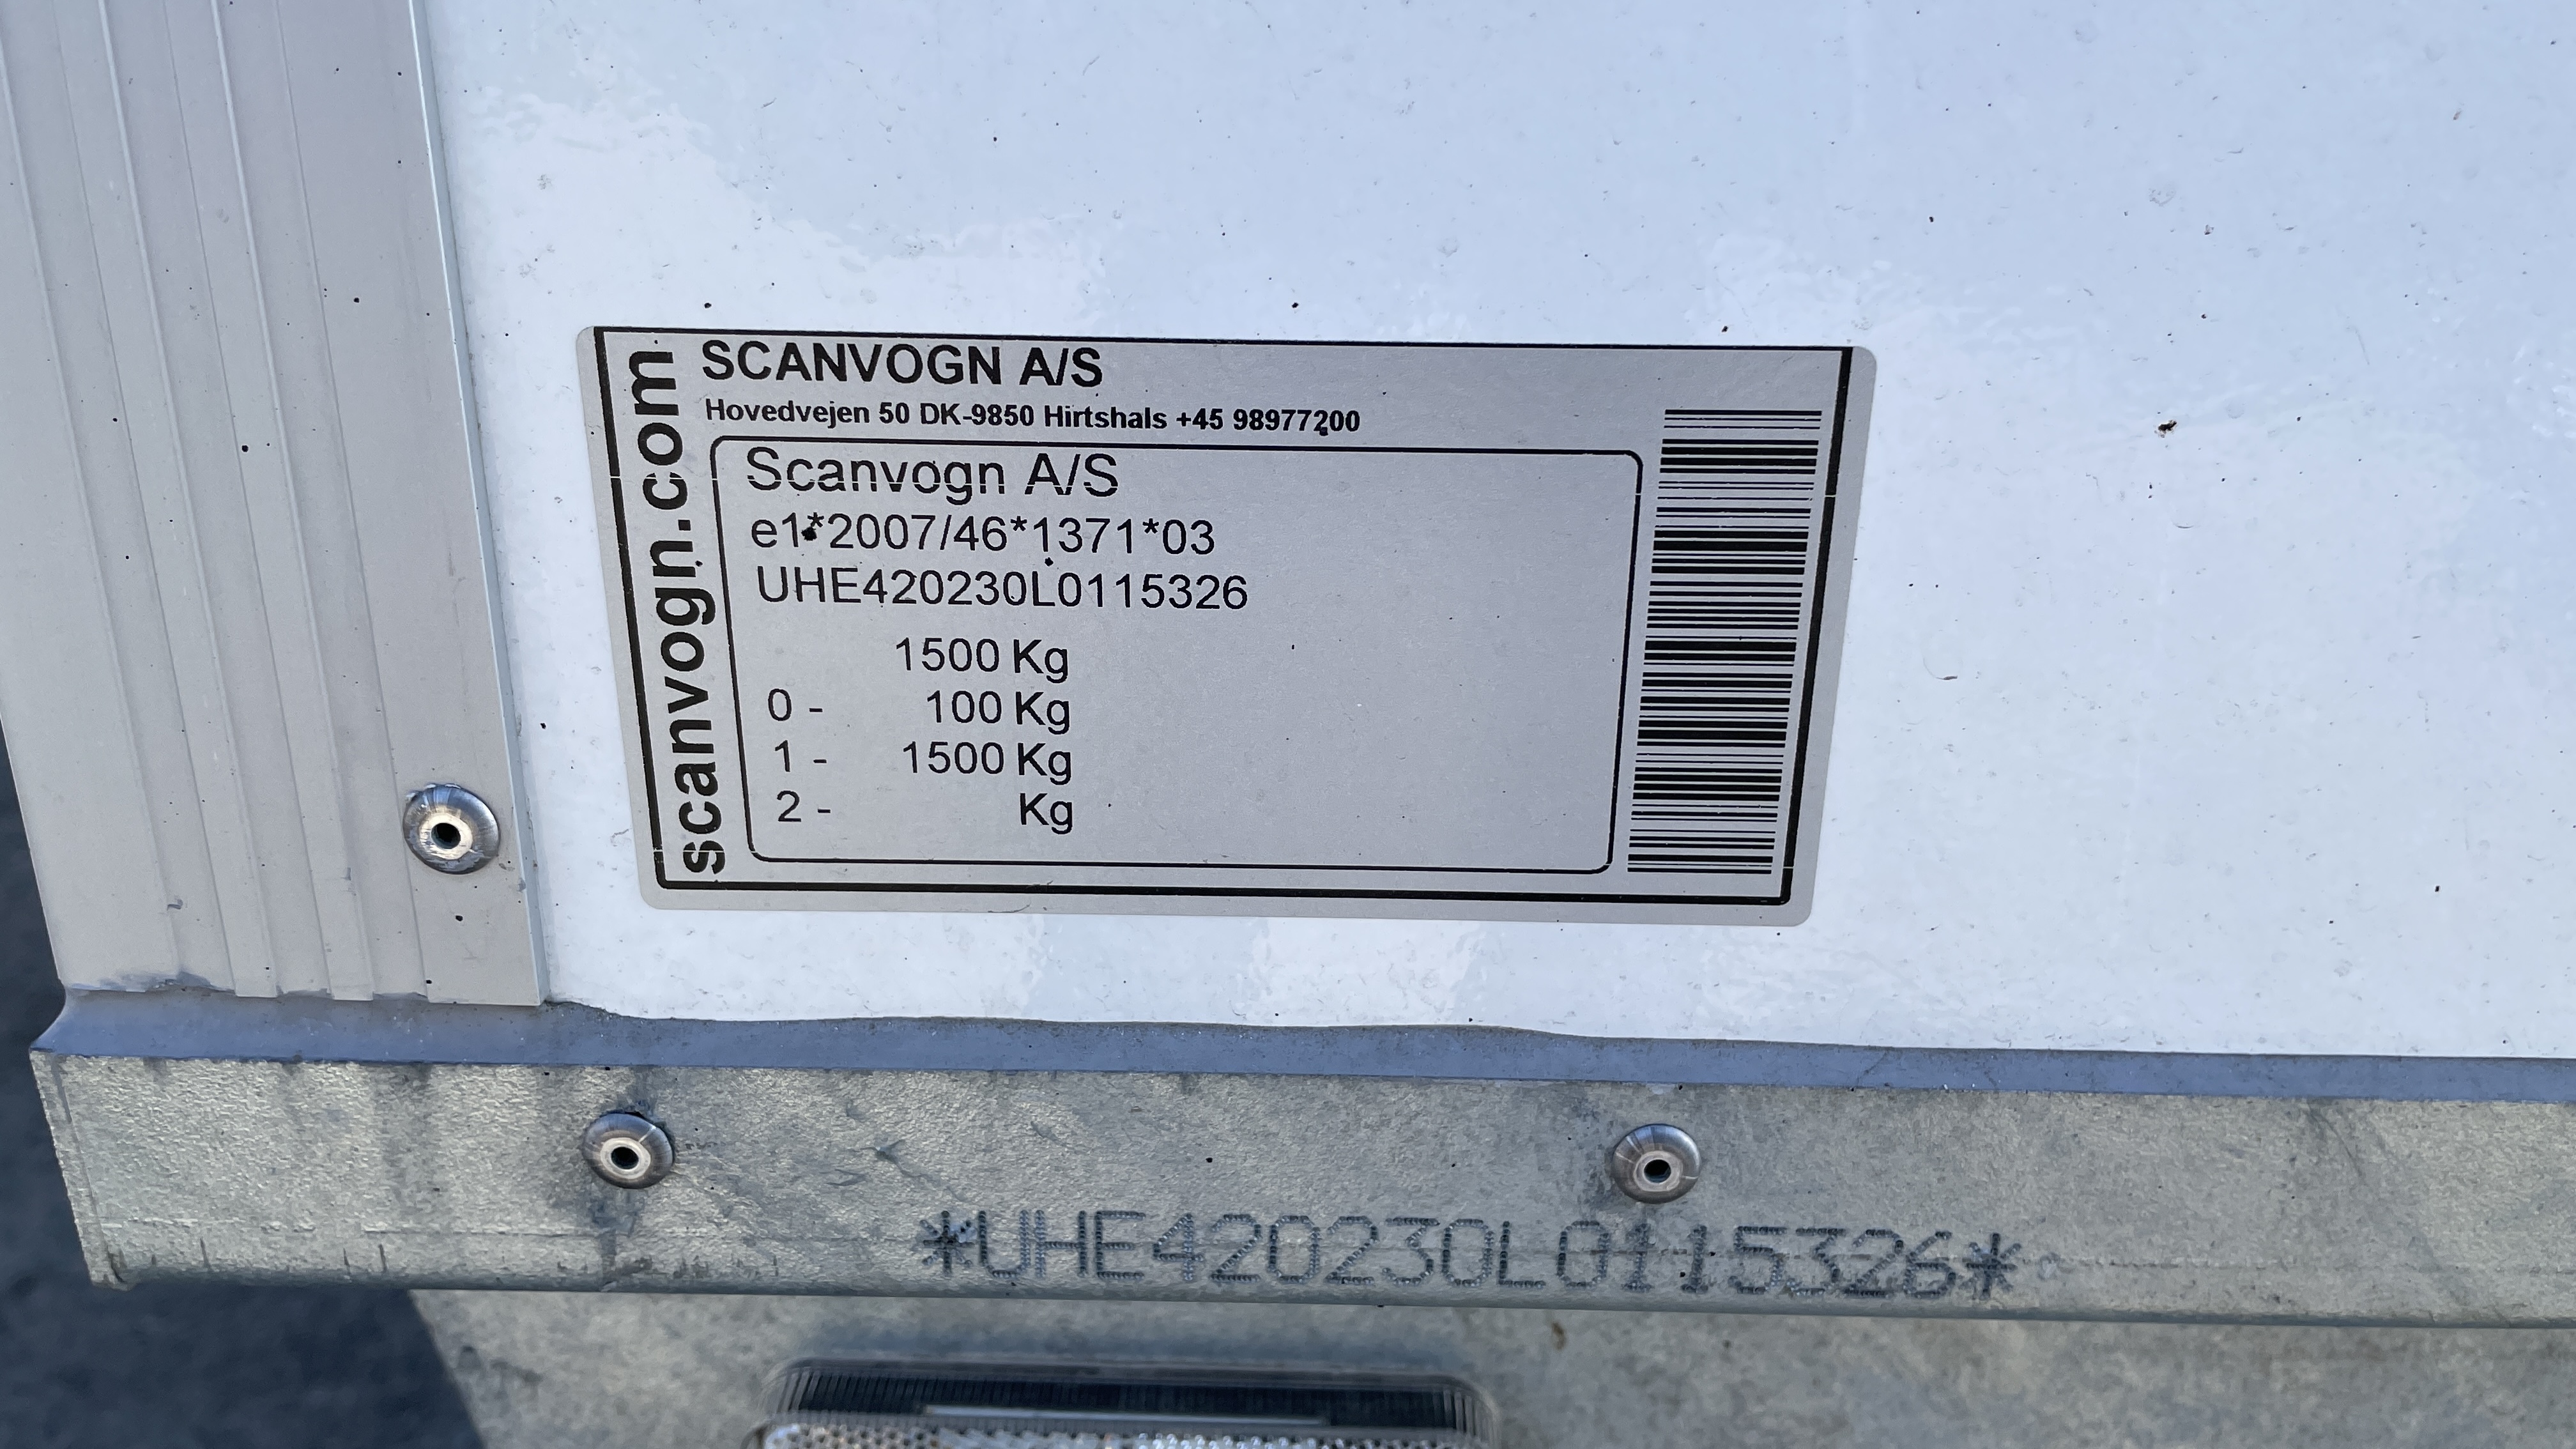 scanvogn.com
SCANVOGN A/S
Hovedvejen 50 DK-9850 Hirtshals +45 98977200
Scanvogn A/S
e1*2007/46*1371*03
UHE420230L0115326
1500 Kg
0 - 100 Kg
1 - 1500 Kg
2 - Kg
*UHE420230L0115326*